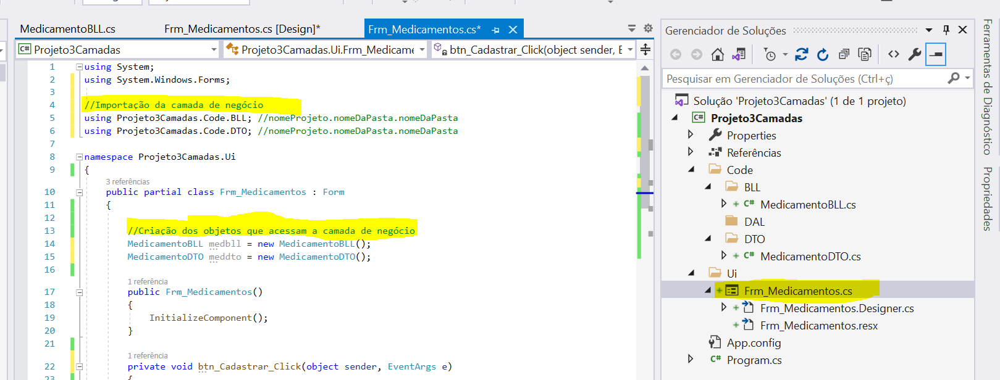 MedicamentoBLL.cs
Frm_Medicamentos.cs [Design]*
Frm_Medicamentos.cs*
C# Projeto3Camadas
Projeto3Camadas.Ui.Frm_Medicame
btn_Cadastrar_Click(object sender, E
1 using System;
2 using System.Windows.Forms;
3
4 //Importação da camada de negócio
5 using Projeto3Camadas.Code.BLL; //nomeProjeto.nomeDaPasta.nomeDaPasta
6 using Projeto3Camadas.Code.DTO; //nomeProjeto.nomeDaPasta.nomeDaPasta
7
8 namespace Projeto3Camadas.Ui
9 {
3 referências
10 public partial class Frm_Medicamentos : Form
11 {
12
13 //Criação dos objetos que acessam a camada de negócio
14 MedicamentoBLL medbll = new MedicamentoBLL();
15 MedicamentoDTO meddto = new MedicamentoDTO();
16
1 referência
17 public Frm_Medicamentos()
18 {
19 InitializeComponent();
20 }
21
1 referência
22 private void btn_Cadastrar_Click(object sender, EventArgs e)
23 {
Gerenciador de Soluções
Pesquisar em Gerenciador de Soluções (Ctrl+ç)
Solução 'Projeto3Camadas' (1 de 1 projeto)
C# Projeto3Camadas
Properties
Referências
Code
BLL
C# MedicamentoBLL.cs
DAL
DTO
C# MedicamentoDTO.cs
Ui
Frm_Medicamentos.cs
Frm_Medicamentos.Designer.cs
Frm_Medicamentos.resx
App.config
C# Program.cs
Ferramentas de Diagnóstico
Propriedades